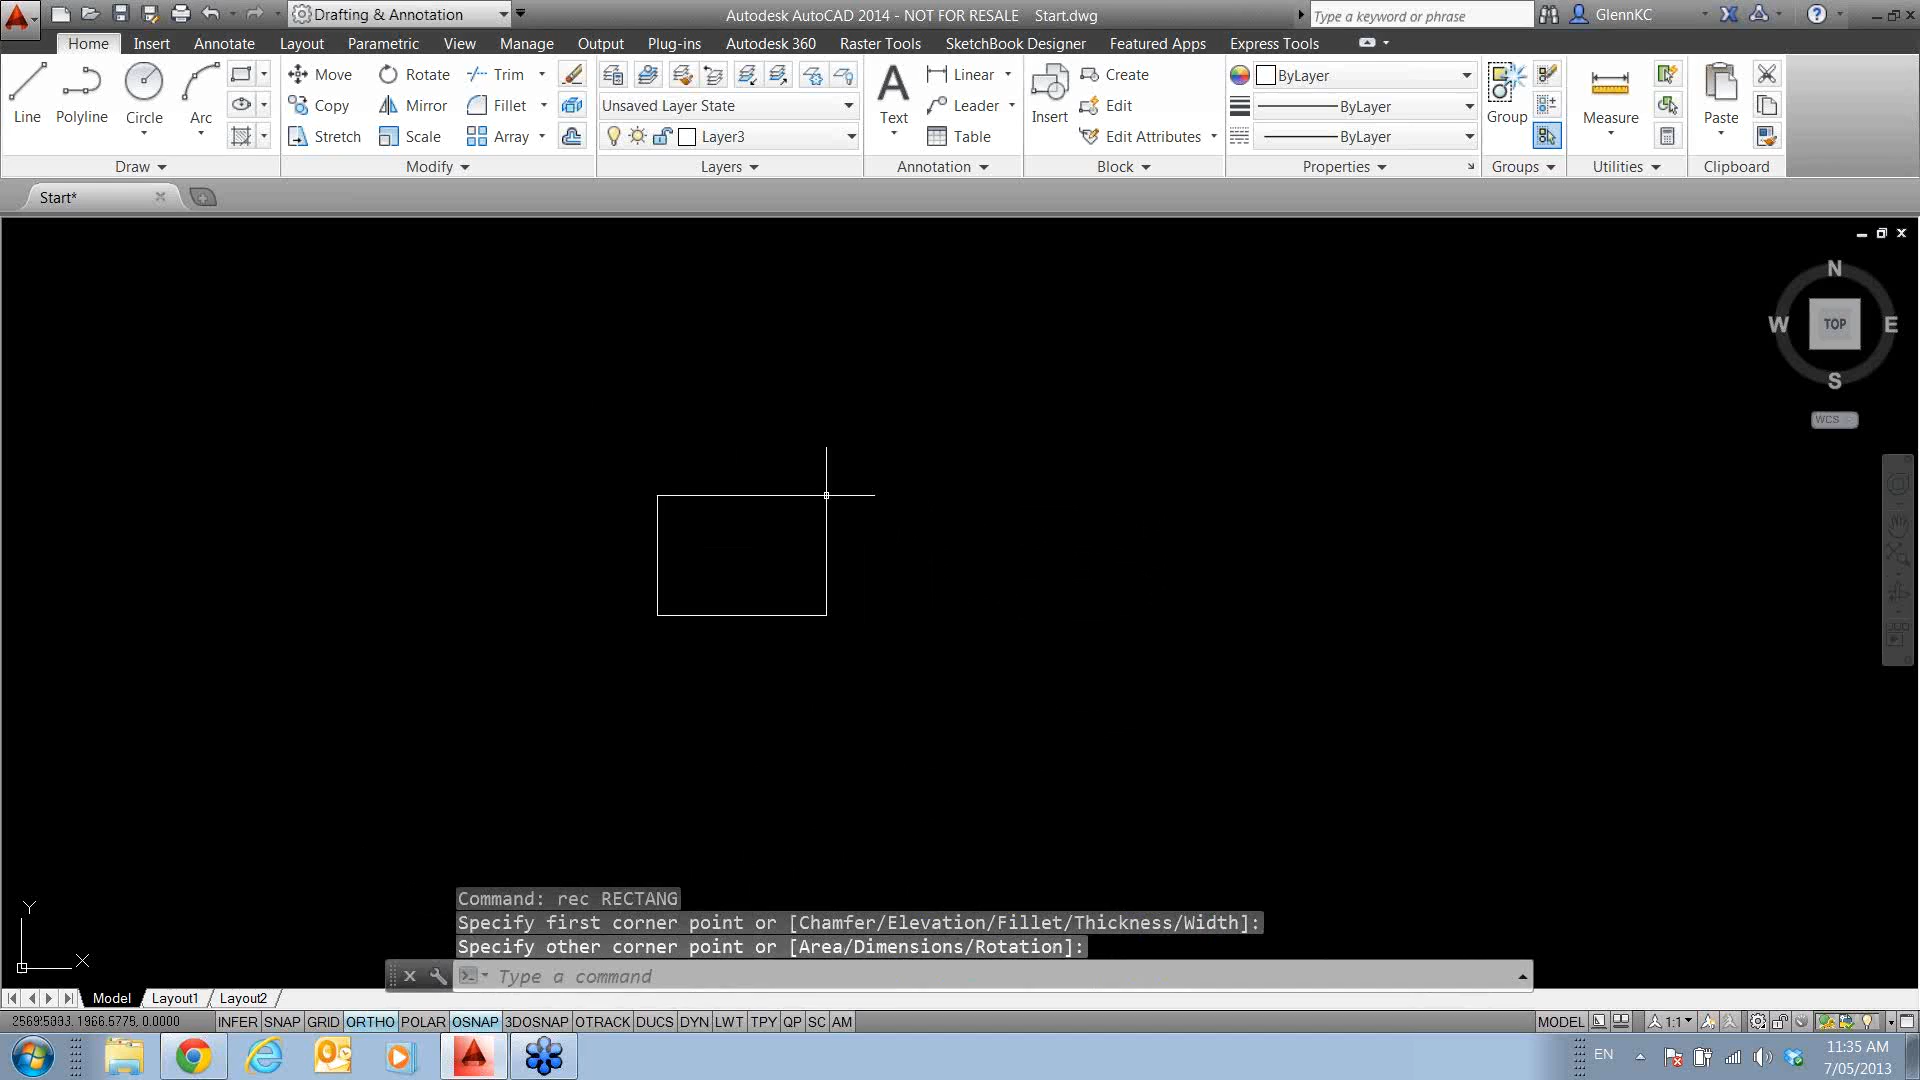 Drafting & Annotation
Autodesk AutoCAD 2014 - NOT FOR RESALE Start.dwg
Type a keyword or phrase
GlennKC
Home Insert Annotate Layout Parametric View Manage Output Plug-ins Autodesk 360 Raster Tools SketchBook Designer Featured Apps Express Tools
Move Rotate Trim Linear Create ByLayer
Unsaved Layer State
Copy Mirror Fillet Leader Edit ByLayer
Line Polyline Circle Arc Text Insert Group Measure Paste
Stretch Scale Array Layer3 Table Edit Attributes ByLayer
Draw Modify Layers Annotation Block Properties Groups Utilities Clipboard
Start*
N
W TOP E
S
WCS
Command: rec RECTANG
Specify first corner point or [Chamfer/Elevation/Fillet/Thickness/Width]:
Specify other corner point or [Area/Dimensions/Rotation]:
Type a command
Y
X
Model Layout1 Layout2
INFER SNAP GRID ORTHO POLAR OSNAP 3DOSNAP OTRACK DUCS DYN LWT TPY QP SC AM MODEL 1:1
EN
11:35 AM
7/05/2013